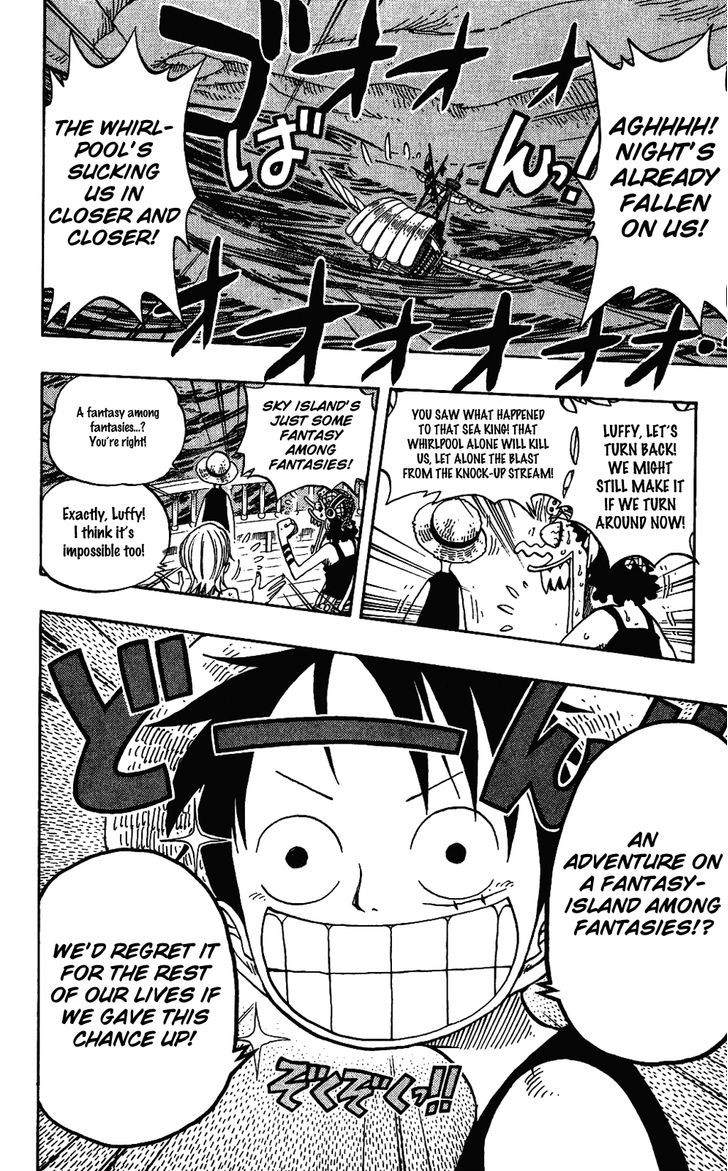 AGHHHH!
NIGHT'S
ALREADY
FALLEN
ON US!
THE WHIRL-
POOL'S
SUCKING
US IN
CLOSER AND
CLOSER!
ゴオオオ
ばんっ!
オオオオオオ
LUFFY, LET'S
TURN BACK!
WE MIGHT
STILL MAKE IT
IF WE TURN
AROUND NOW!
YOU SAW WHAT HAPPENED
TO THAT SEA KING! THAT
WHIRLPOOL ALONE WILL KILL
US, LET ALONE THE BLAST
FROM THE KNOCK-UP STREAM!
SKY ISLAND'S
JUST SOME
FANTASY
AMONG
FANTASIES!
A fantasy among
fantasies...?
You're right!
Exactly, Luffy!
I think it's
impossible too!
どーん!!
AN
ADVENTURE ON
A FANTASY-
ISLAND AMONG
FANTASIES!?
WE'D REGRET IT
FOR THE REST
OF OUR LIVES IF
WE GAVE THIS
CHANCE UP!
ぞくぞくっ!!